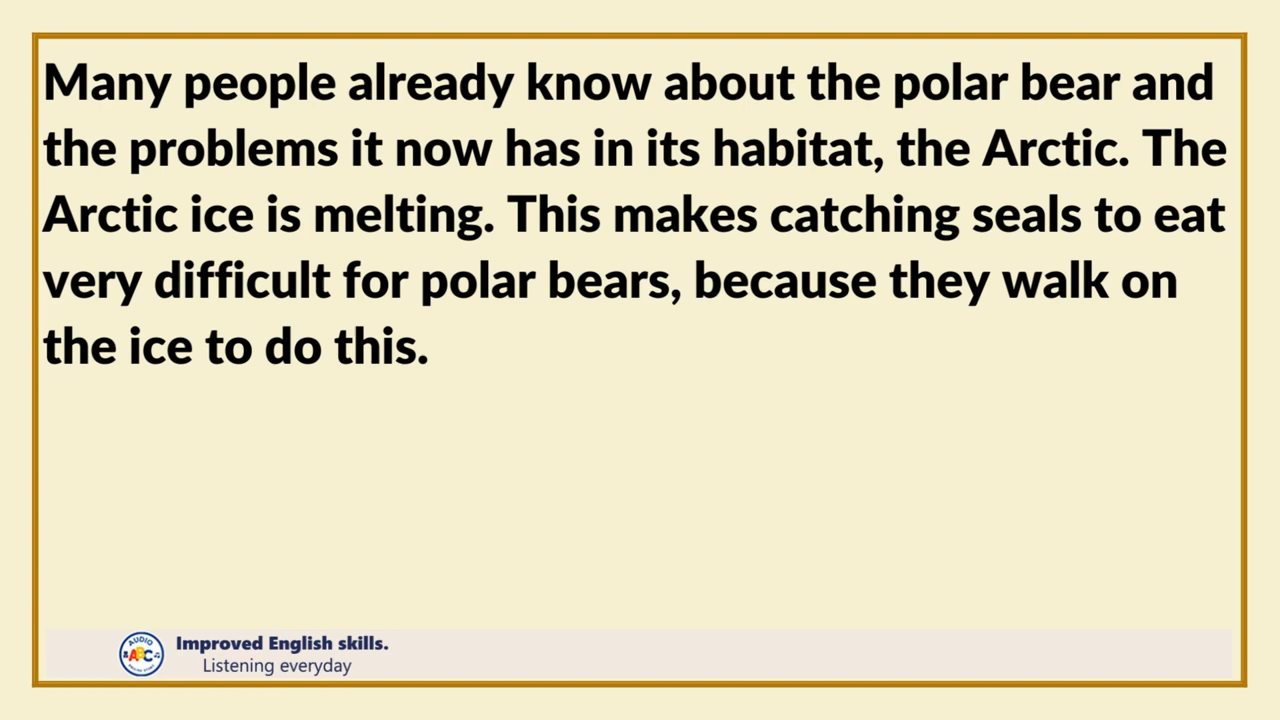 Many people already know about the polar bear and
the problems it now has in its habitat, the Arctic. The
Arctic ice is melting. This makes catching seals to eat
very difficult for polar bears, because they walk on
the ice to do this.
AUDIO
ABC
Improved English skills.
Listening everyday